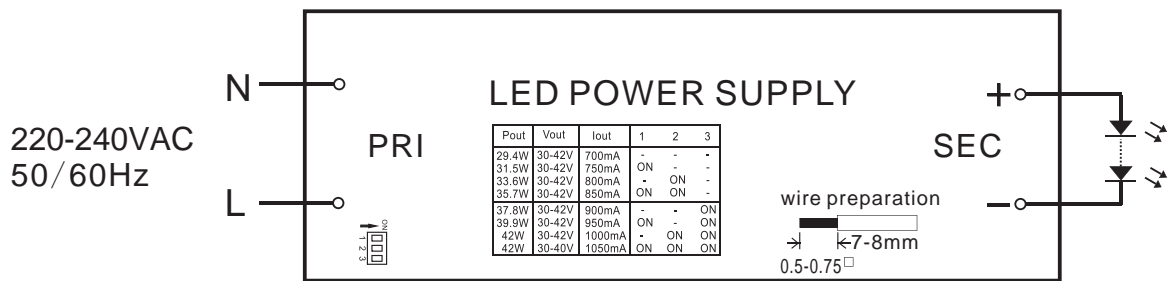 LED POWER SUPPLY
N
220-240VAC
50/60Hz
L
PRI
ON
1 2 3
Pout Vout Iout 1 2 3
29.4W 30-42V 700mA - - -
31.5W 30-42V 750mA ON - -
33.6W 30-42V 800mA - ON -
35.7W 30-42V 850mA ON ON -
37.8W 30-42V 900mA - - ON
39.9W 30-42V 950mA ON - ON
42W 30-42V 1000mA - ON ON
42W 30-40V 1050mA ON ON ON
+
SEC
−
wire preparation
7-8mm
0.5-0.75□